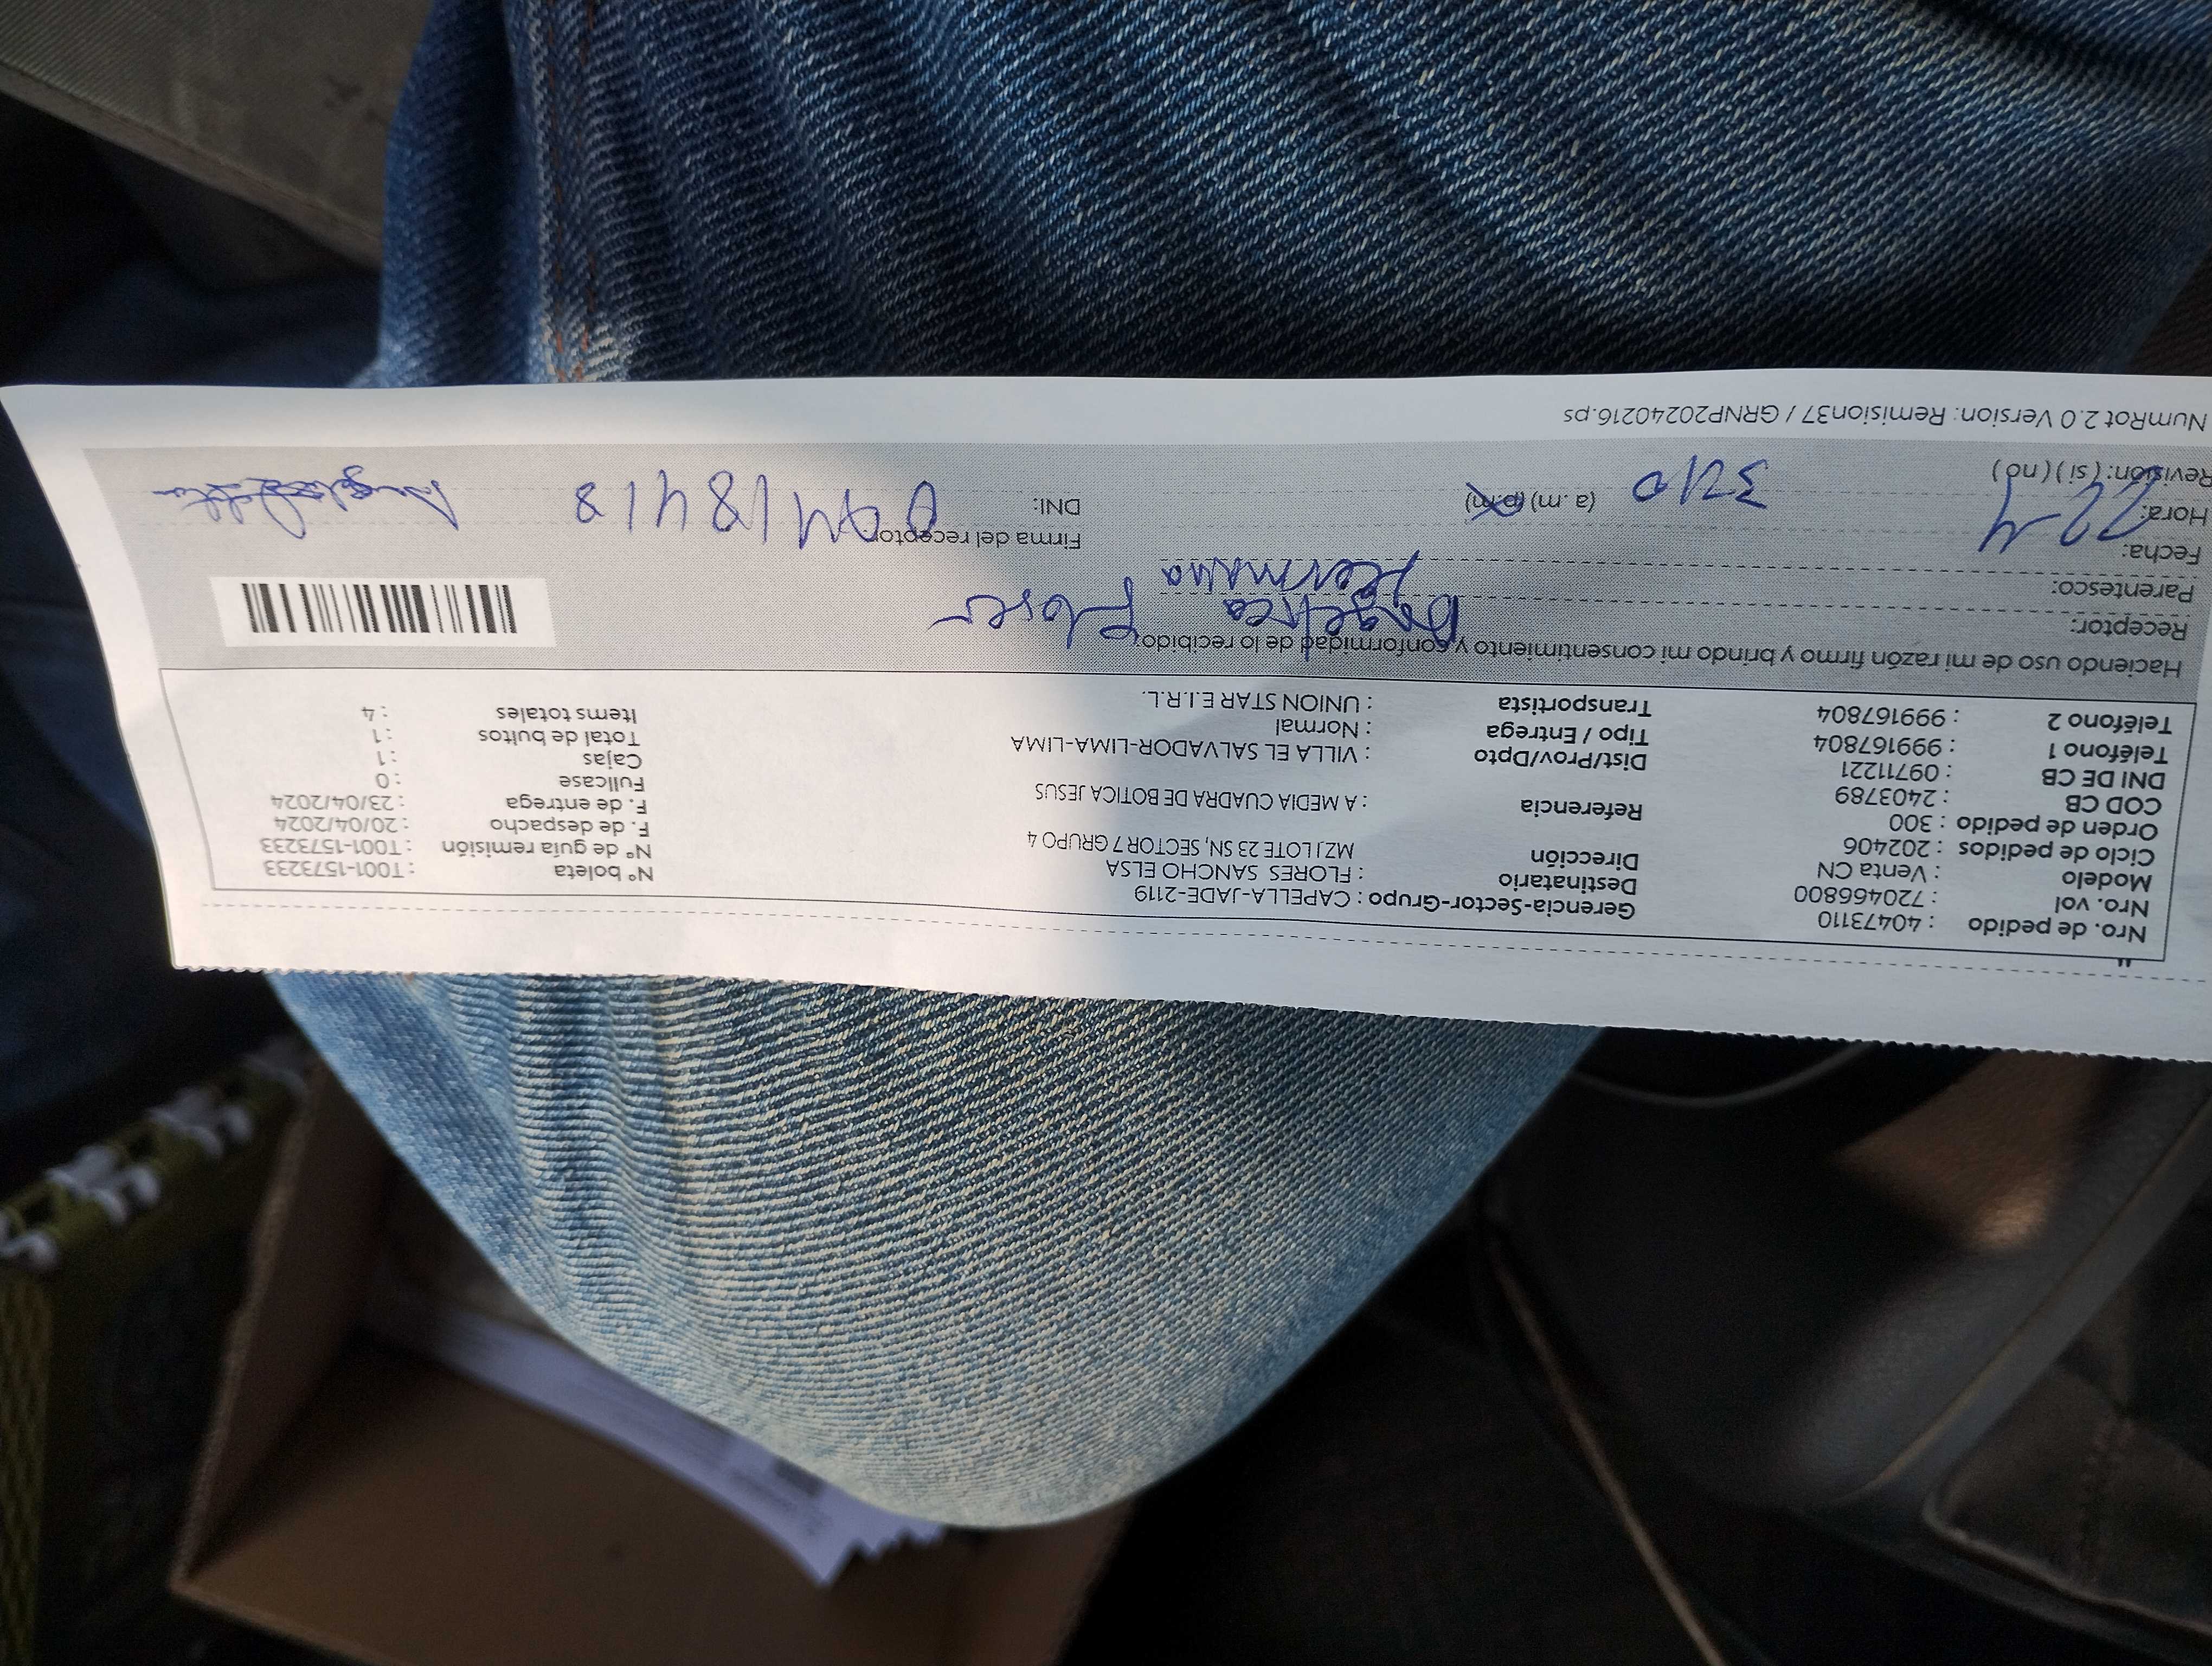 Nro. de pedido : 40473110
Nro. vol : 720466800
Modelo : Venta CN
Ciclo de pedidos : 202406
Orden de pedido : 300
COD CB : 2403789
DNI DE CB : 09711221
Teléfono 1 : 999167804
Teléfono 2 : 999167804
Gerencia-Sector-Grupo : CAPELLA-JADE-2119
Destinatario : FLORES SANCHO ELSA
Dirección MZ J LOTE 23 SN, SECTOR 7 GRUPO 4
Referencia : A MEDIA CUADRA DE BOTICA JESUS
Dist/Prov/Dpto : VILLA EL SALVADOR-LIMA-LIMA
Tipo / Entrega : Normal
Transportista : UNION STAR E.I.R.L.
N° boleta : T001-1573233
N° de guía remisión : T001-1573233
F. de despacho : 20/04/2024
F. de entrega : 23/04/2024
Fullcase : 0
Cajas : 1
Total de bultos : 1
Items totales : 4
Haciendo uso de mi razón firmo y brindo mi consentimiento y conformidad de lo recibido.
Receptor: Angelica Flores
Parentesco: Hermana
Fecha: 22-4
Hora: (a.m) (p.m)
Revisión: (si) (no)
Firma del receptor
DNI:
NumRot 2.0 Version: Remision37 / GRNP20240216.ps